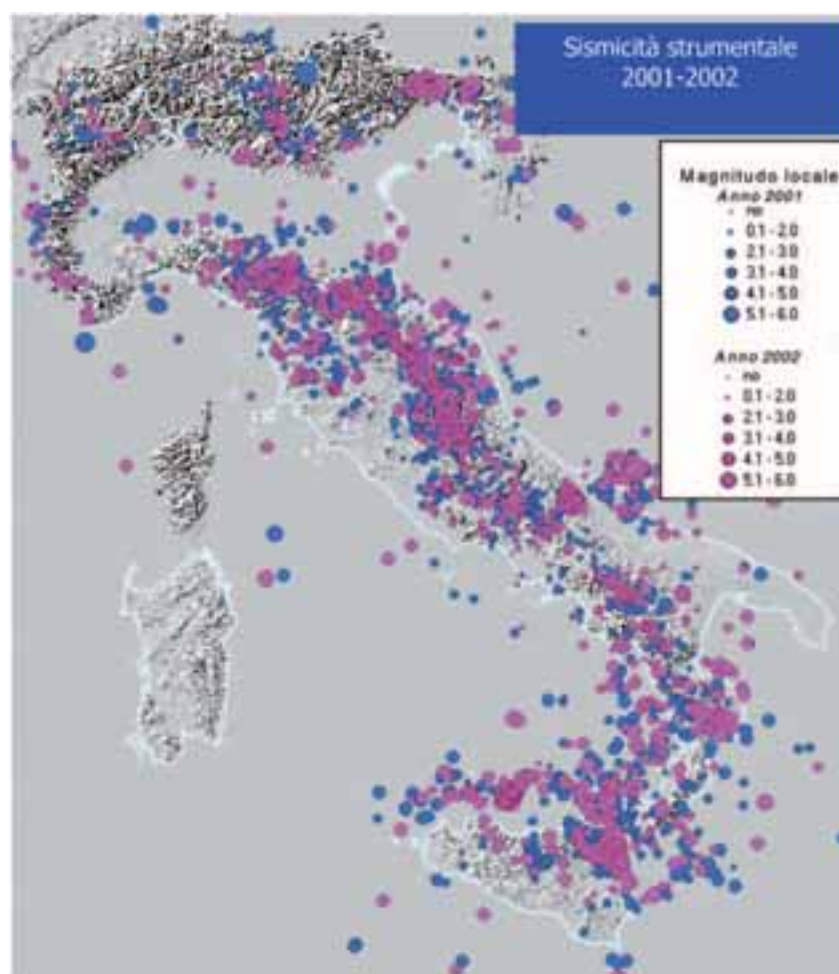 Sismicità strumentale
2001-2002
Magnitudo locale
Anno 2001
no
0.1 - 2.0
2.1 - 3.0
3.1 - 4.0
4.1 - 5.0
5.1 - 6.0
Anno 2002
no
0.1 - 2.0
2.1 - 3.0
3.1 - 4.0
4.1 - 5.0
5.1 - 6.0